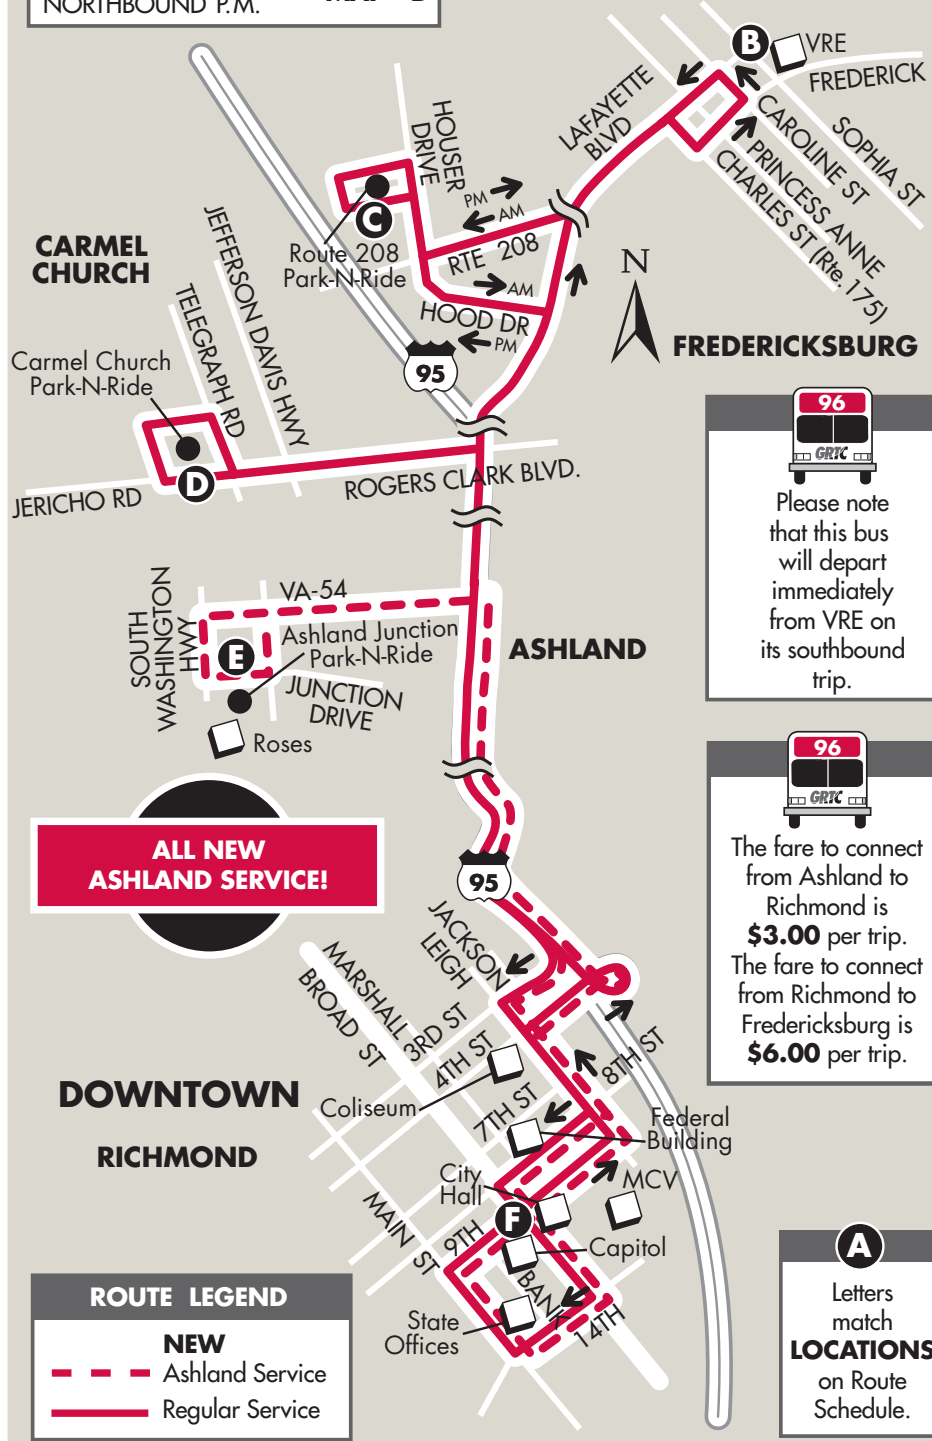 NORTHBOUND P.M.
B
VRE
FREDERICK
LAFAYETTE
BLVD
CAROLINE ST
SOPHIA ST
PRINCESS ANNE
CHARLES ST (Rte. 175)
HOUSER
DRIVE
PM
AM
C
Route 208
Park-N-Ride
RTE 208
AM
HOOD DR
PM
N
CARMEL
CHURCH
JEFFERSON DAVIS HWY
TELEGRAPH RD
95
FREDERICKSBURG
Carmel Church
Park-N-Ride
D
JERICHO RD
ROGERS CLARK BLVD.
96
GRTC
Please note
that this bus
will depart
immediately
from VRE on
its southbound
trip.
SOUTH
WASHINGTON
HWY
VA-54
E
Ashland Junction
Park-N-Ride
JUNCTION
DRIVE
Roses
ASHLAND
96
GRTC
The fare to connect
from Ashland to
Richmond is
$3.00 per trip.
The fare to connect
from Richmond to
Fredericksburg is
$6.00 per trip.
ALL NEW
ASHLAND SERVICE!
95
JACKSON
LEIGH
MARSHALL
BROAD ST
3RD ST
4TH ST
8TH ST
Coliseum
7TH ST
Federal
Building
DOWNTOWN
RICHMOND
City
Hall
MCV
F
MAIN ST
9TH
Capitol
BANK
State
Offices
14TH
A
Letters
match
LOCATIONS
on Route
Schedule.
ROUTE LEGEND
NEW
Ashland Service
Regular Service